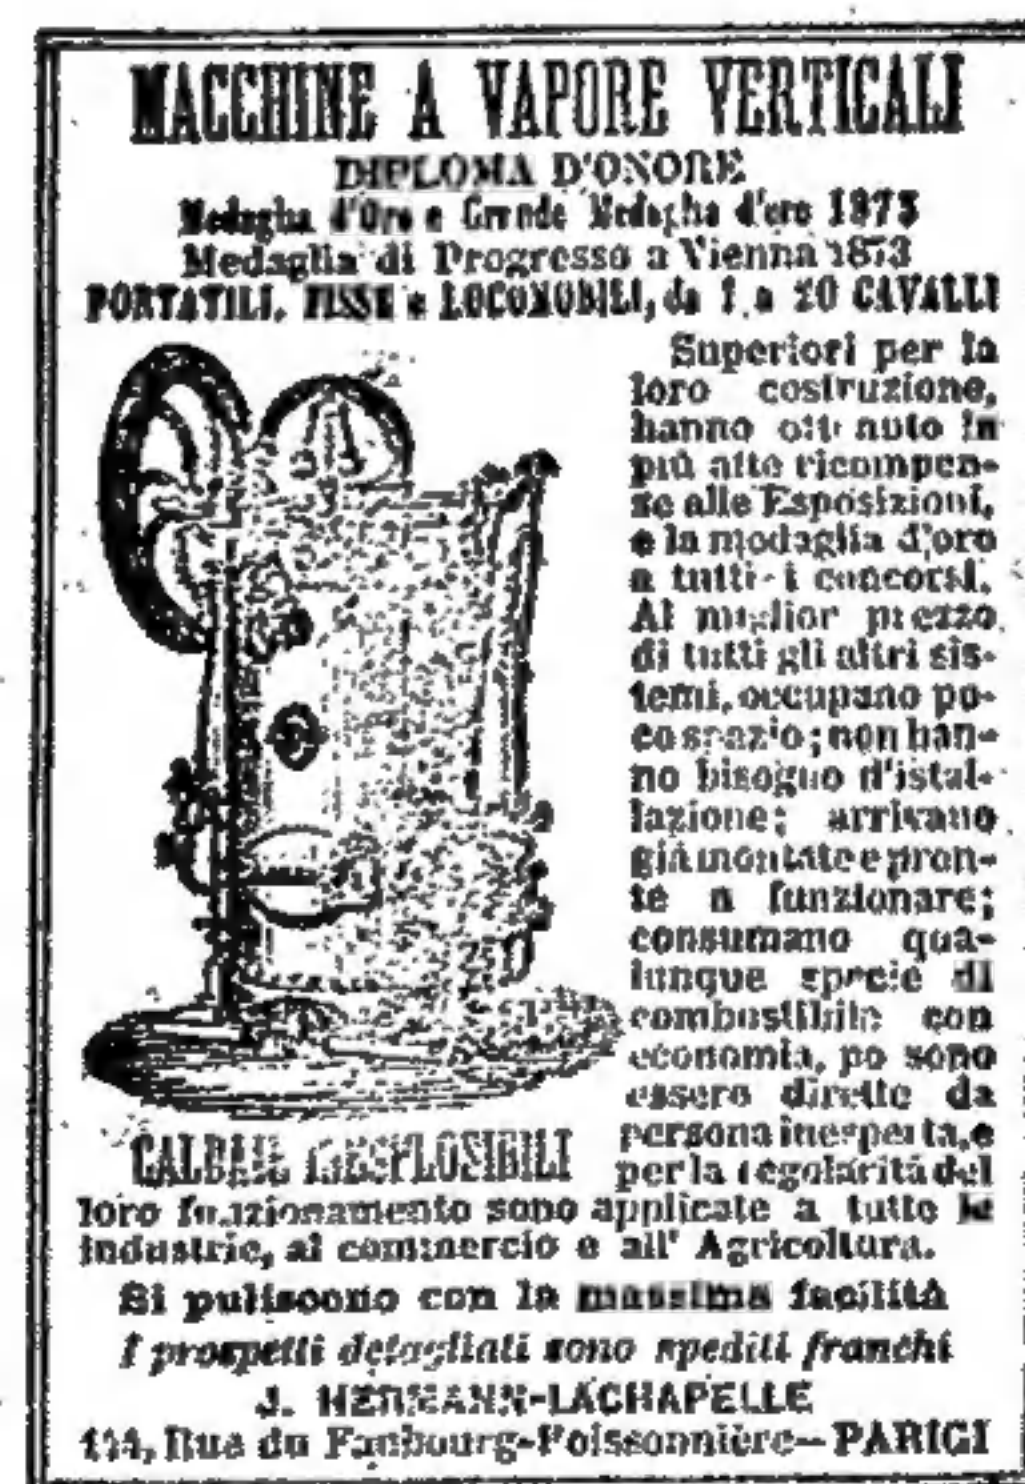 MACCHINE A VAPORE VERTICALI
DIPLOMA D'ONORE
Medaglia d'Oro e Grande Medaglia d'oro 1873
Medaglia di Progresso a Vienna 1873
PORTATILI, FISSE e LOCOMOBILI, da 1 a 20 CAVALLI
Superiori per la
loro costruzione,
hanno in
più alte ricompen-
se alle Esposizioni,
e la medaglia d'oro
a tutti i concorsi.
Al miglior prezzo
di tutti gli altri sis-
temi, occupano po-
co spazio; non han-
no bisogno d'istal-
lazione; arrivano
già montate e pron-
te a funzionare;
consumano qua-
lunque specie di
combustibile con
economia, sono
essere dirette da
persona inesperta, e
per la regolarità del
CALDAIE INESPLOSIBILI
loro funzionamento sono applicate a tutte le
industrie, al commercio e all' Agricoltura.
Si puliscono con la massima facilità
I prospetti detagliati sono spediti franchi
J. HERMANN-LACHAPELLE
144, Rue du Faubourg-Poissonnière—PARIGI